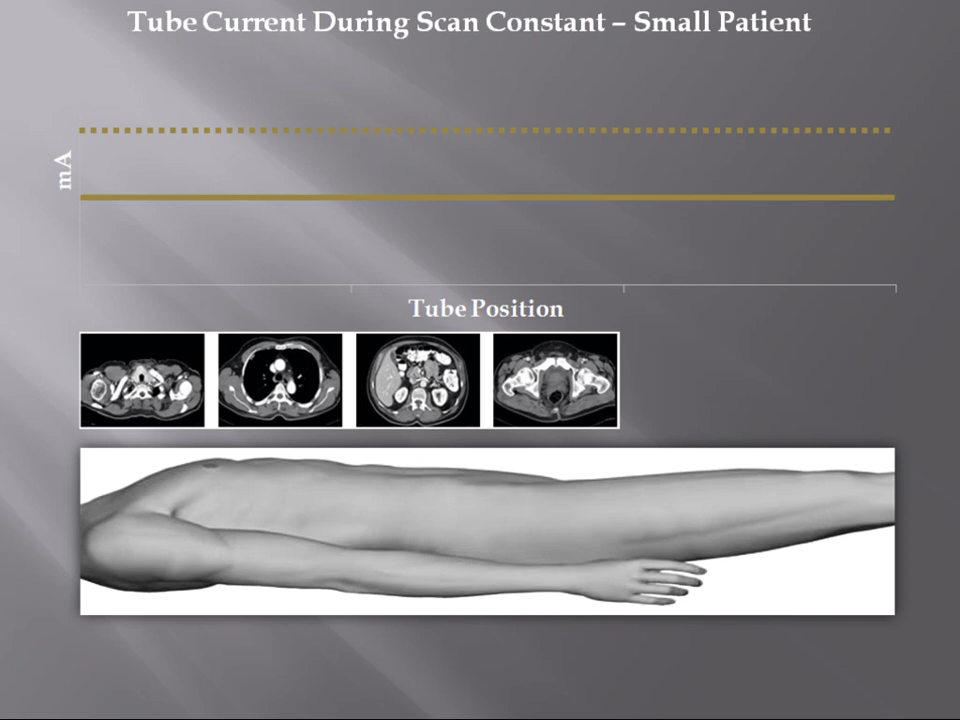 Tube Current During Scan Constant – Small Patient
mA
Tube Position